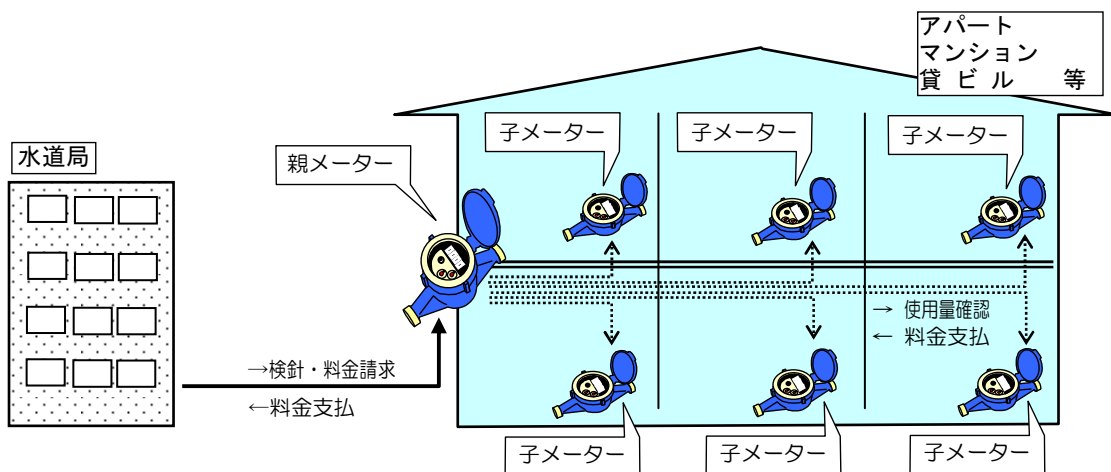 アパート
マンション
貸 ビ ル 等
子メーター
子メーター
子メーター
水道局
親メーター
→ 使用量確認
← 料金支払
→検針・料金請求
←料金支払
子メーター
子メーター
子メーター